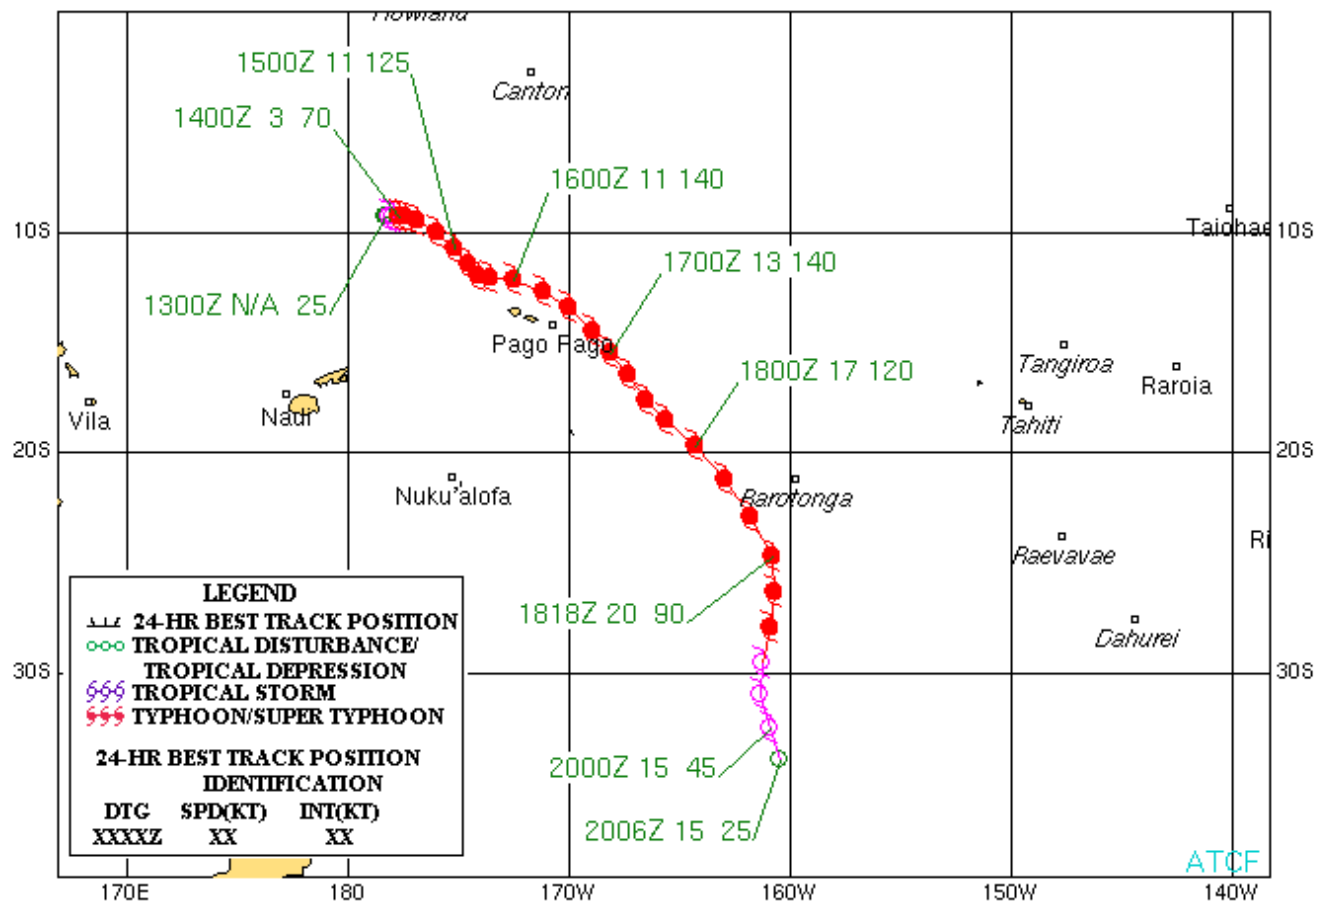 Howland
1500Z 11 125
Canton
1400Z 3 70
1600Z 11 140
10S
Taiohae
10S
1700Z 13 140
1300Z N/A 25
Pago Pago
Tangiroa
1800Z 17 120
Raroia
Vila
Nadi
Tahiti
20S
20S
Nuku'alofa
Rarotonga
Raevavae
Ri
LEGEND
24-HR BEST TRACK POSITION
TROPICAL DISTURBANCE/
TROPICAL DEPRESSION
TROPICAL STORM
TYPHOON/SUPER TYPHOON
24-HR BEST TRACK POSITION
IDENTIFICATION
DTG SPD(KT) INT(KT)
XXXXZ XX XX
1818Z 20 90
Dahurei
30S
30S
2000Z 15 45
2006Z 15 25
ATCF
170E 180 170W 160W 150W 140W